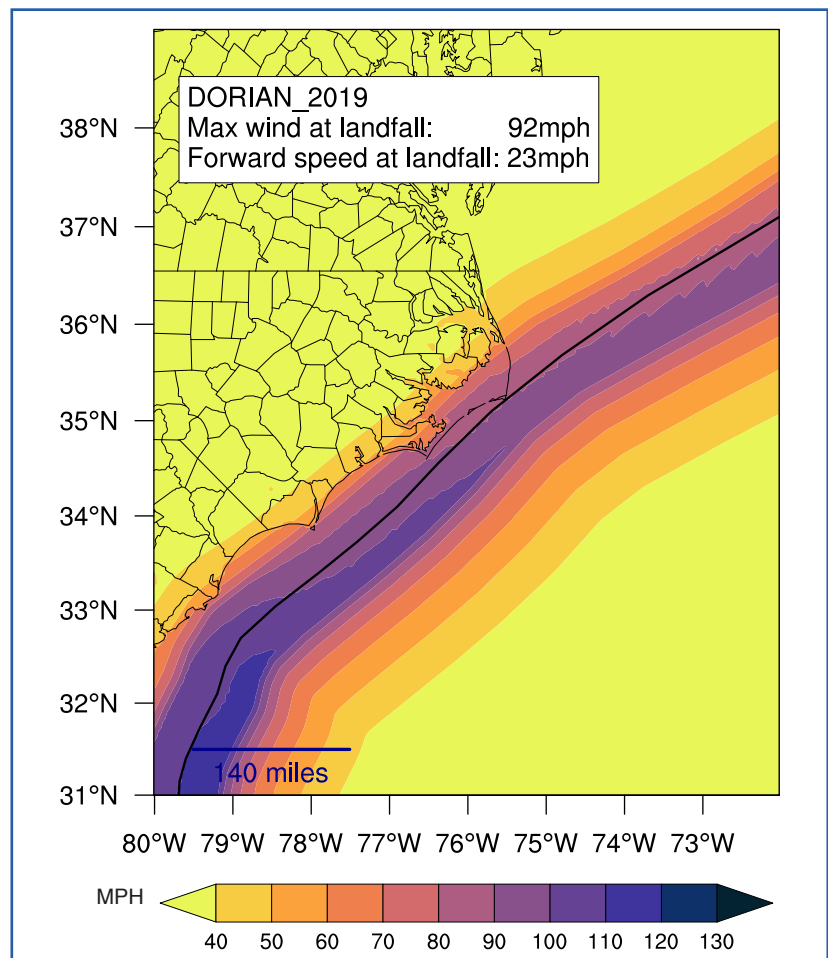 DORIAN_2019
Max wind at landfall: 92mph
Forward speed at landfall: 23mph
38°N
37°N
36°N
35°N
34°N
33°N
32°N
31°N
140 miles
80°W 79°W 78°W 77°W 76°W 75°W 74°W 73°W
MPH
40 50 60 70 80 90 100 110 120 130